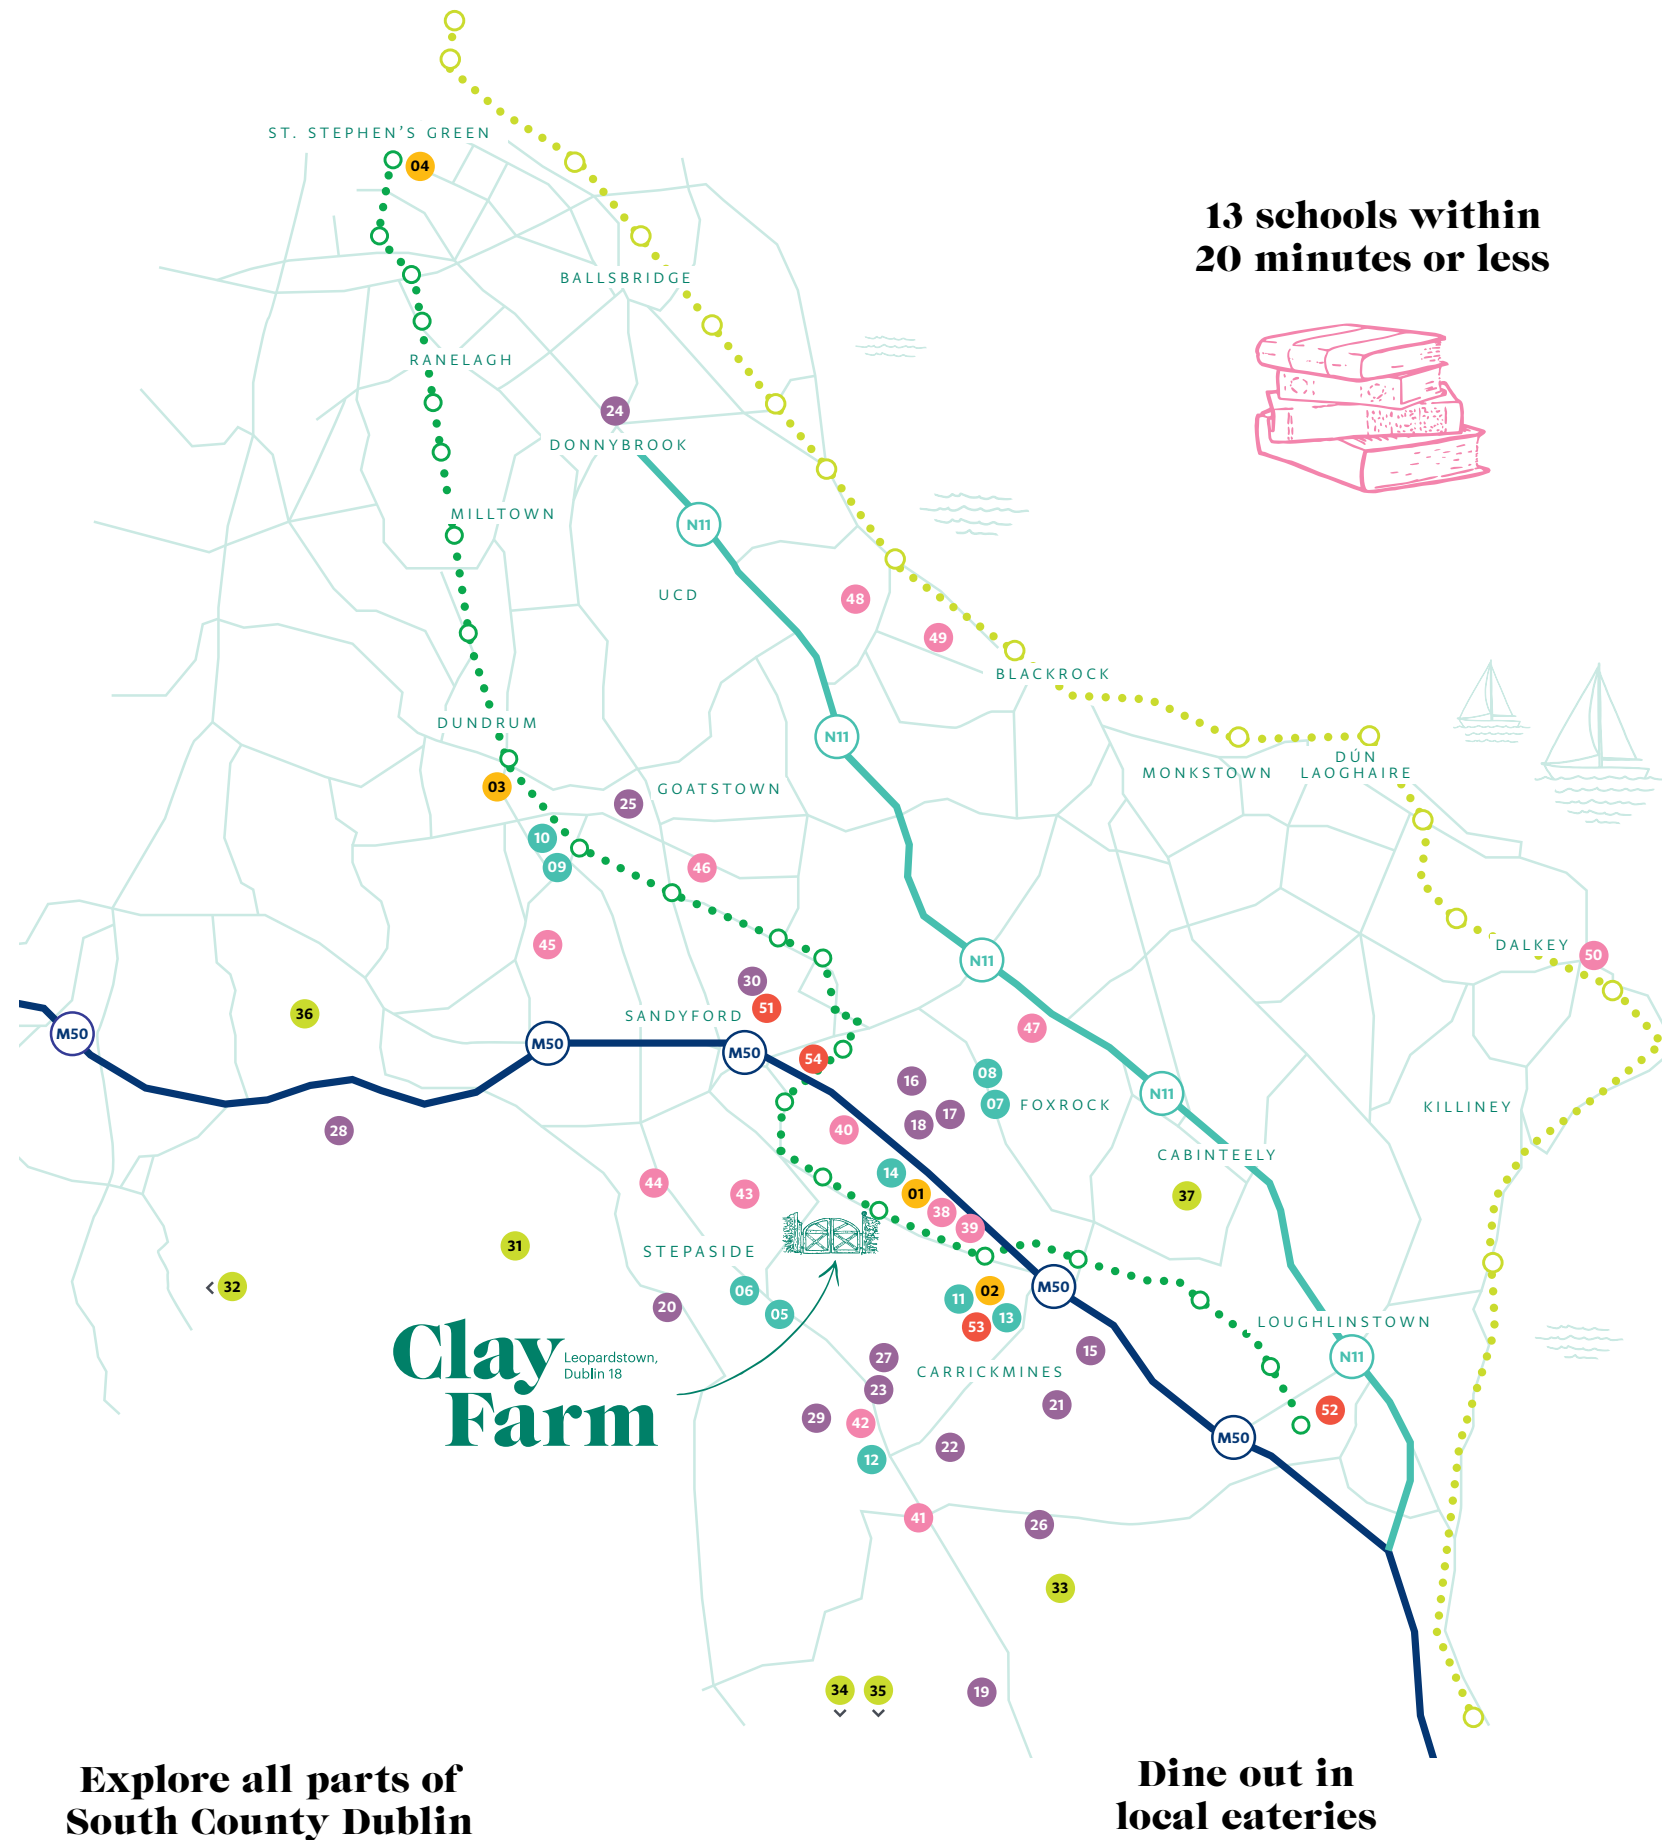 ST. STEPHEN'S GREEN
04
13 schools within
20 minutes or less
BALLSBRIDGE
RANELAGH
24
DONNYBROOK
MILLTOWN
N11
UCD
48
49
BLACKROCK
DUNDRUM
N11
DÚN
LAOGHAIRE
MONKSTOWN
03
GOATSTOWN
25
10
09
46
45
DALKEY
50
N11
30
51
36
SANDYFORD
47
M50
M50
M50
54
08
16
07
FOXROCK
N11
KILLINEY
17
18
28
40
CABINTEELY
14
44
43
01
37
38
39
31
STEPASIDE
< 32
06
02
M50
11
20
05
13
53
LOUGHLINSTOWN
Clay
Farm
Leopardstown,
Dublin 18
27
15
N11
CARRICKMINES
23
21
52
29
42
22
M50
12
41
26
33
34
35
19
Explore all parts of
South County Dublin
Dine out in
local eateries